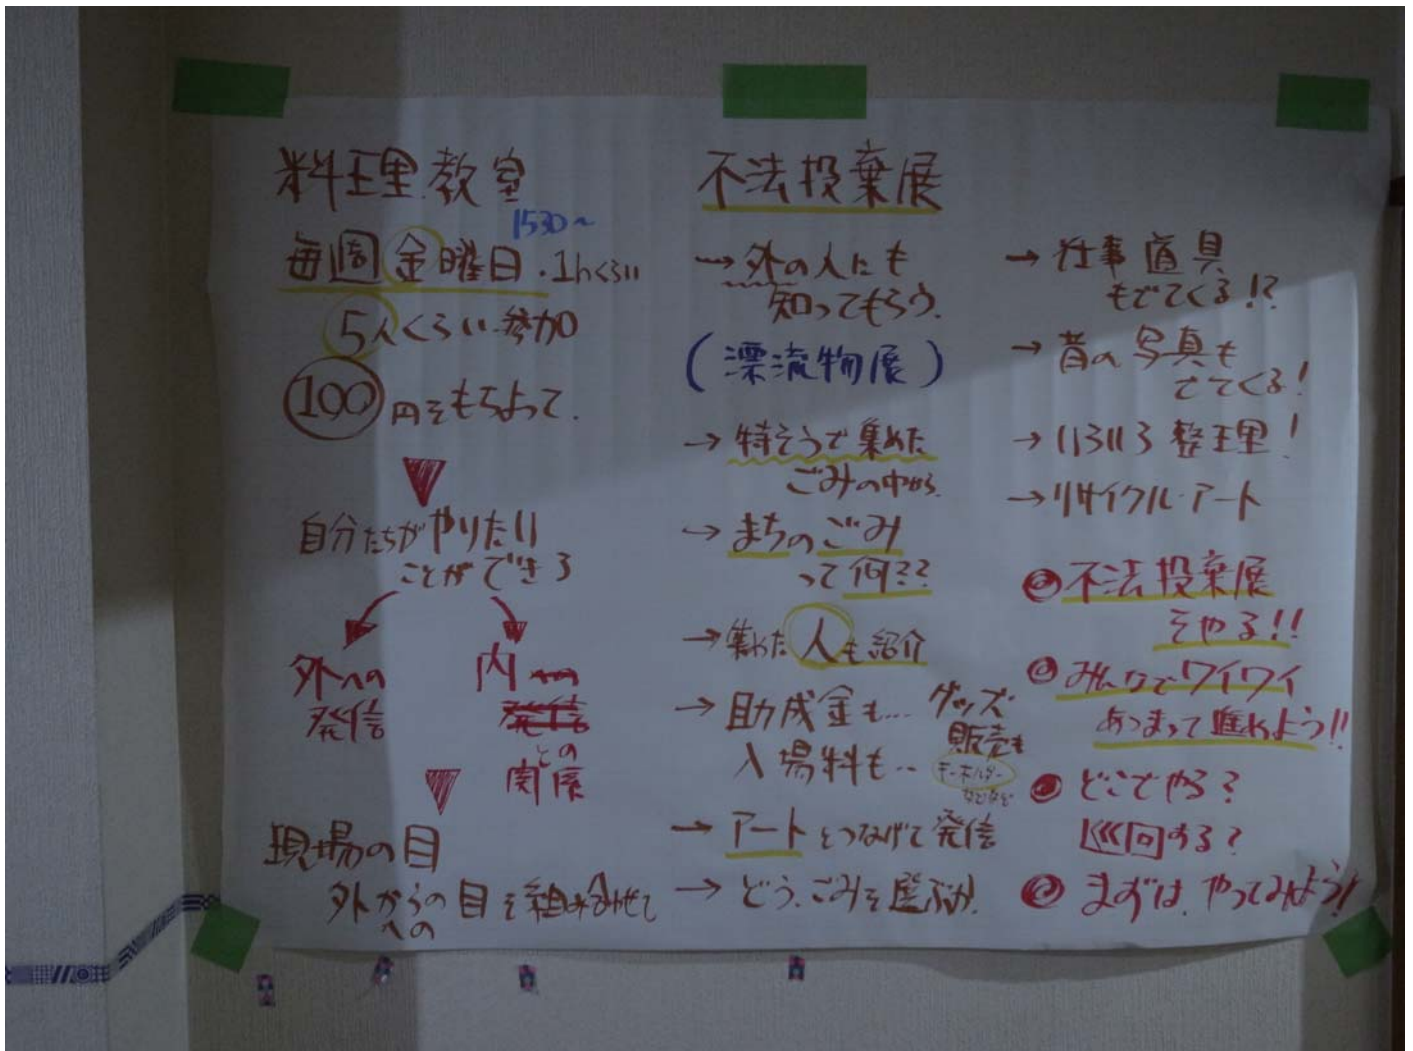 料理教室
1530〜
毎週金曜日・1hくらい
5人くらい参加
100円をもちよって.
自分たちがやりたい
ことができる
外への
発信
内
発信
との
関係
現場の目
外からの目を組み合わせて
への
不法投棄展
→外の人にも
知ってもらう.
(漂流物展)
→特そうで集めた
ごみの中から.
→まちのごみ
って何??
→集めた人も紹介
→助成金も...
入場料も..
グッズ
販売も
キーホルダー
などなど
→アートとつなげて発信
→どう、ごみを選ぶか.
→仕事道具
もでてくる!?
→昔の写真も
でてくる!
→いろいろ整理!
→リサイクル・アート
不法投棄展
をやる!!
みんなでワイワイ
あつまって進めよう!!
どこでやる?
巡回する?
まずは、やってみよう!